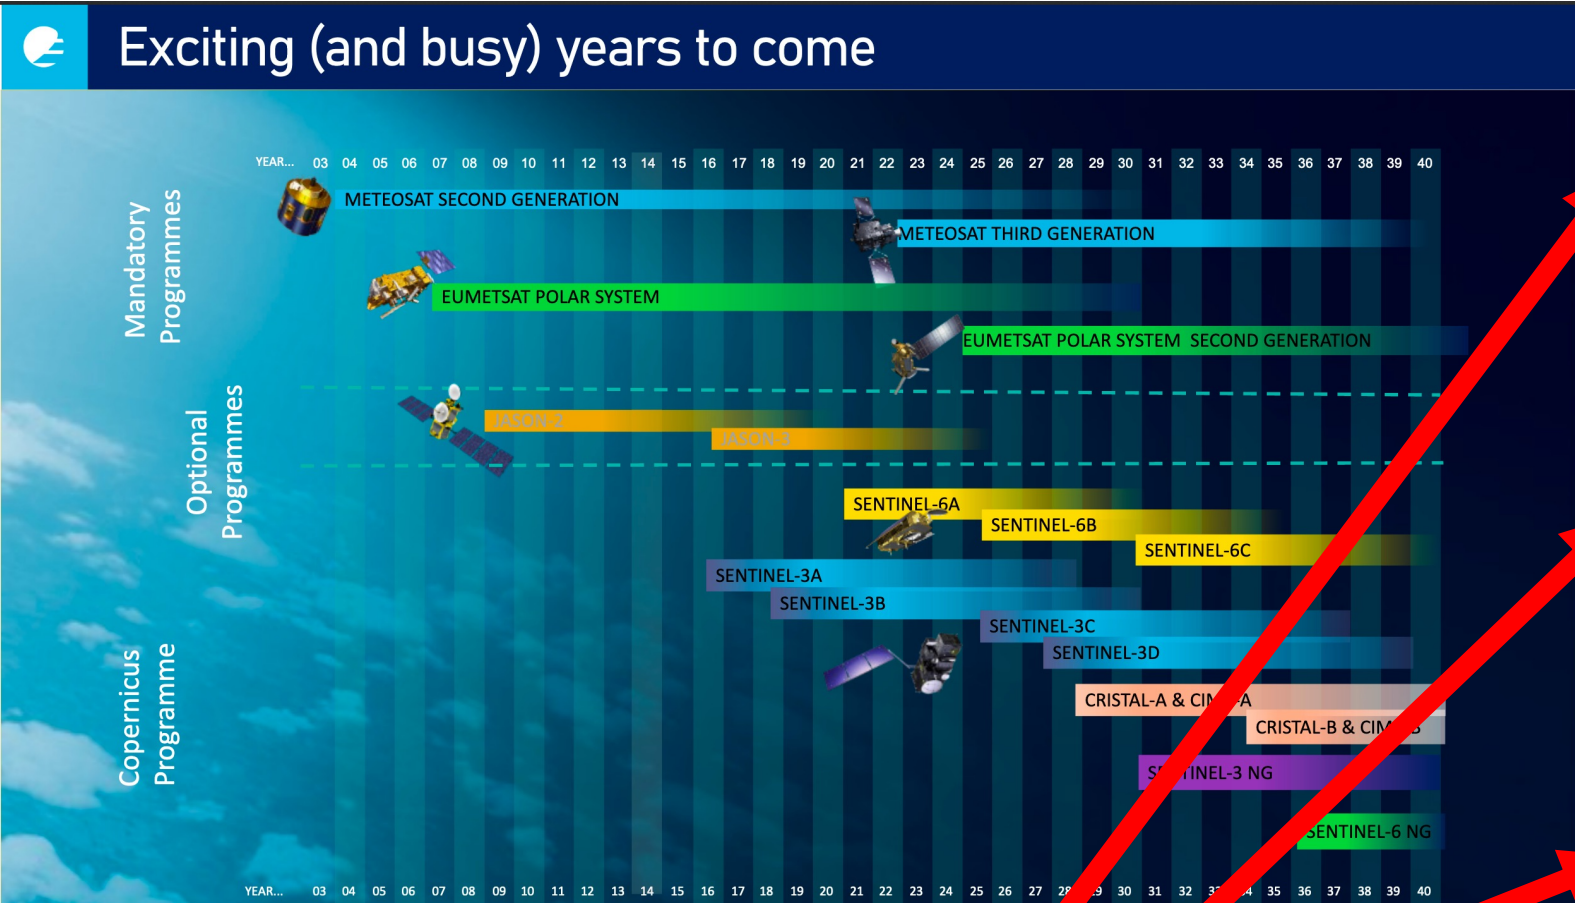 Exciting (and busy) years to come
YEAR... 03 04 05 06 07 08 09 10 11 12 13 14 15 16 17 18 19 20 21 22 23 24 25 26 27 28 29 30 31 32 33 34 35 36 37 38 39 40
Mandatory
Programmes
METEOSAT SECOND GENERATION
METEOSAT THIRD GENERATION
EUMETSAT POLAR SYSTEM
EUMETSAT POLAR SYSTEM SECOND GENERATION
Optional
Programmes
JASON-2
JASON-3
Copernicus
Programme
SENTINEL-6A
SENTINEL-6B
SENTINEL-6C
SENTINEL-3A
SENTINEL-3B
SENTINEL-3C
SENTINEL-3D
CRISTAL-A &
CRISTAL-B &
3 NG
SENTINEL-6 NG
YEAR... 03 04 05 06 07 08 09 10 11 12 13 14 15 16 17 18 19 20 21 22 23 24 25 26 27 30 31 32 35 36 37 38 39 40